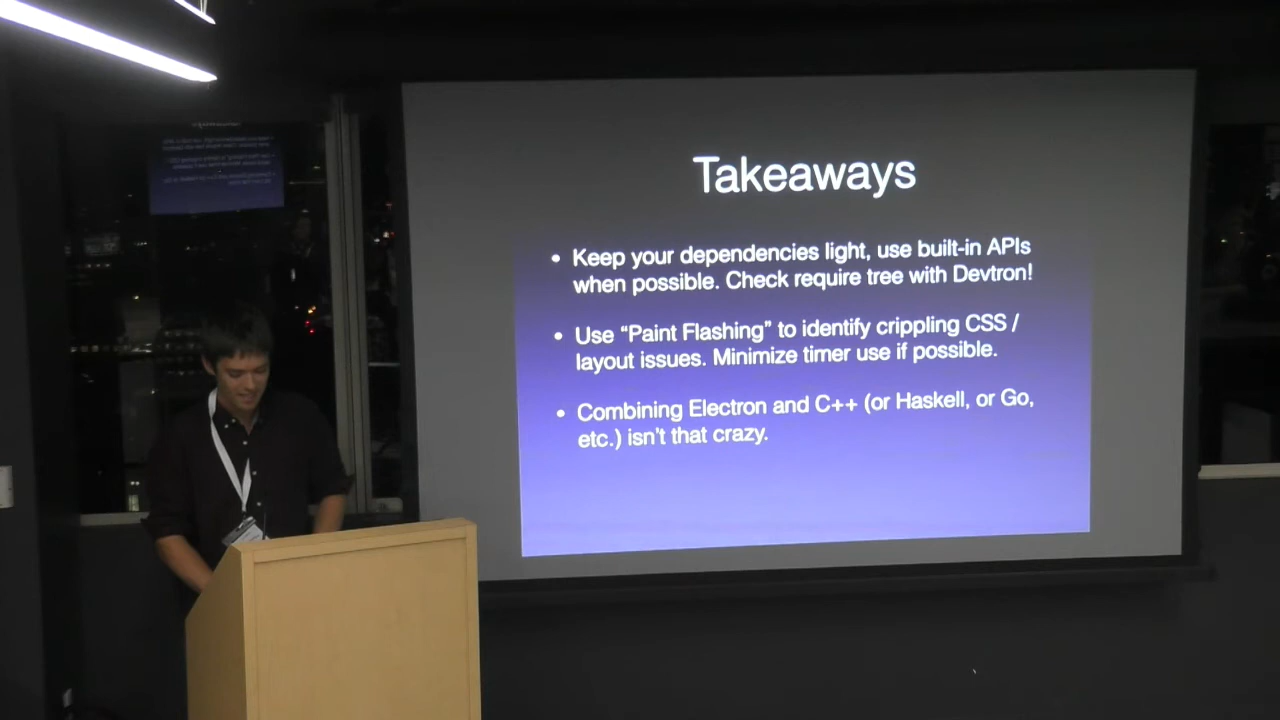 Takeaways
• Keep your dependencies light, use built-in APIs
when possible. Check require tree with Devtron!
• Use “Paint Flashing” to identify crippling CSS /
layout issues. Minimize timer use if possible.
• Combining Electron and C++ (or Haskell, or Go,
etc.) isn’t that crazy.